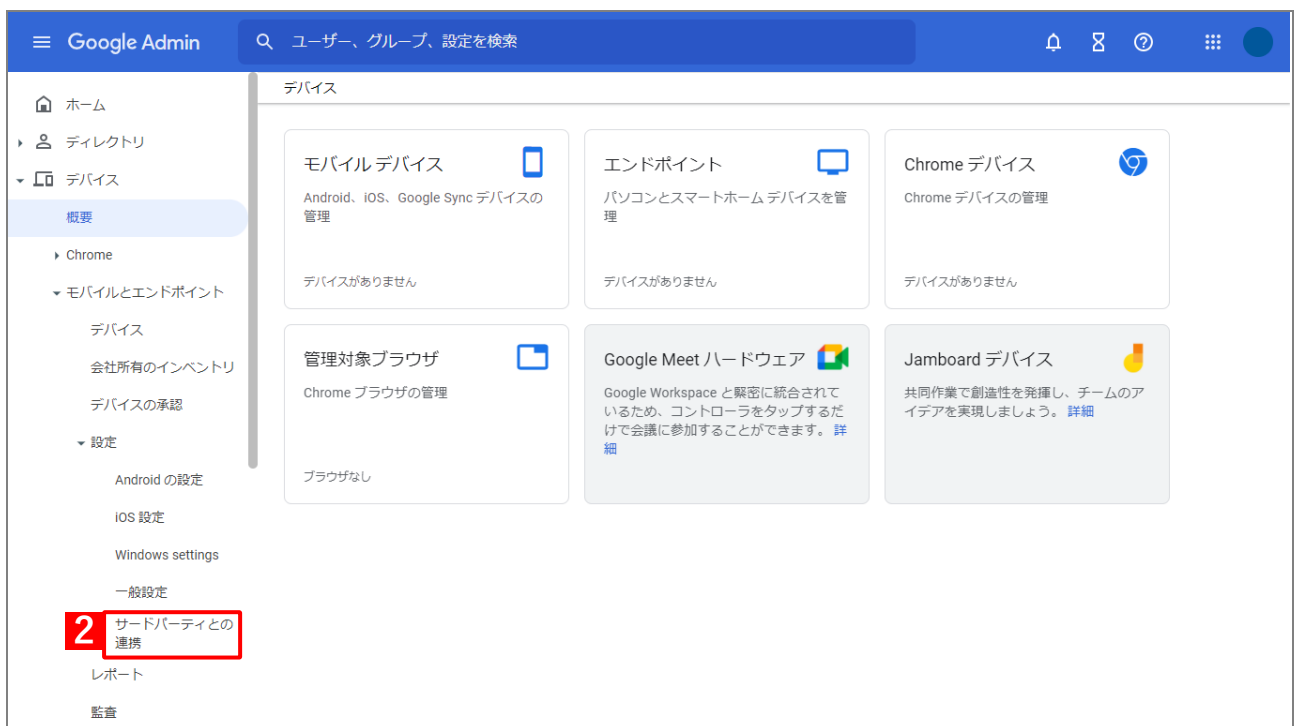 Google Admin
ユーザー、グループ、設定を検索
ホーム
ディレクトリ
デバイス
概要
Chrome
モバイルとエンドポイント
デバイス
会社所有のインベントリ
デバイスの承認
設定
Android の設定
iOS 設定
Windows settings
一般設定
2
サードパーティとの
連携
レポート
監査
デバイス
モバイル デバイス
Android、iOS、Google Sync デバイスの
管理
デバイスがありません
エンドポイント
パソコンとスマートホーム デバイスを管
理
デバイスがありません
Chrome デバイス
Chrome デバイスの管理
デバイスがありません
管理対象ブラウザ
Chrome ブラウザの管理
ブラウザなし
Google Meet ハードウェア
Google Workspace と緊密に統合されて
いるため、コントローラをタップするだ
けで会議に参加することができます。 詳
細
Jamboard デバイス
共同作業で創造性を発揮し、チームのア
イデアを実現しましょう。 詳細